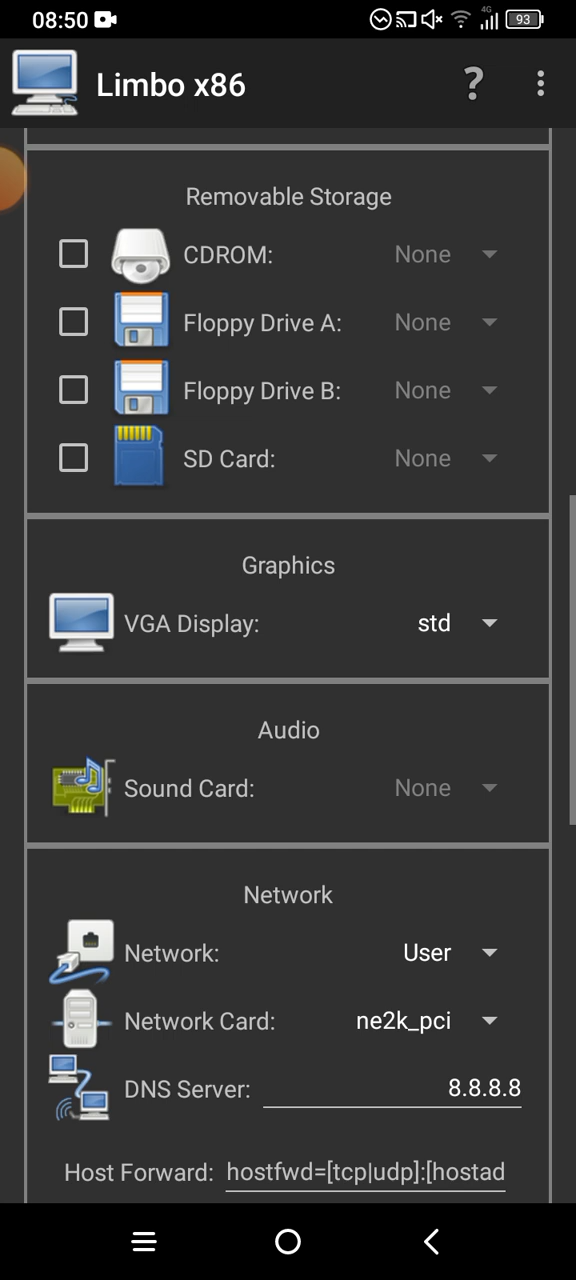 08:50
4G
93
Limbo x86
?
Removable Storage
CDROM: None
Floppy Drive A: None
Floppy Drive B: None
SD Card: None
Graphics
VGA Display: std
Audio
Sound Card: None
Network
Network: User
Network Card: ne2k_pci
DNS Server: 8.8.8.8
Host Forward: hostfwd=[tcp|udp]:[hostad